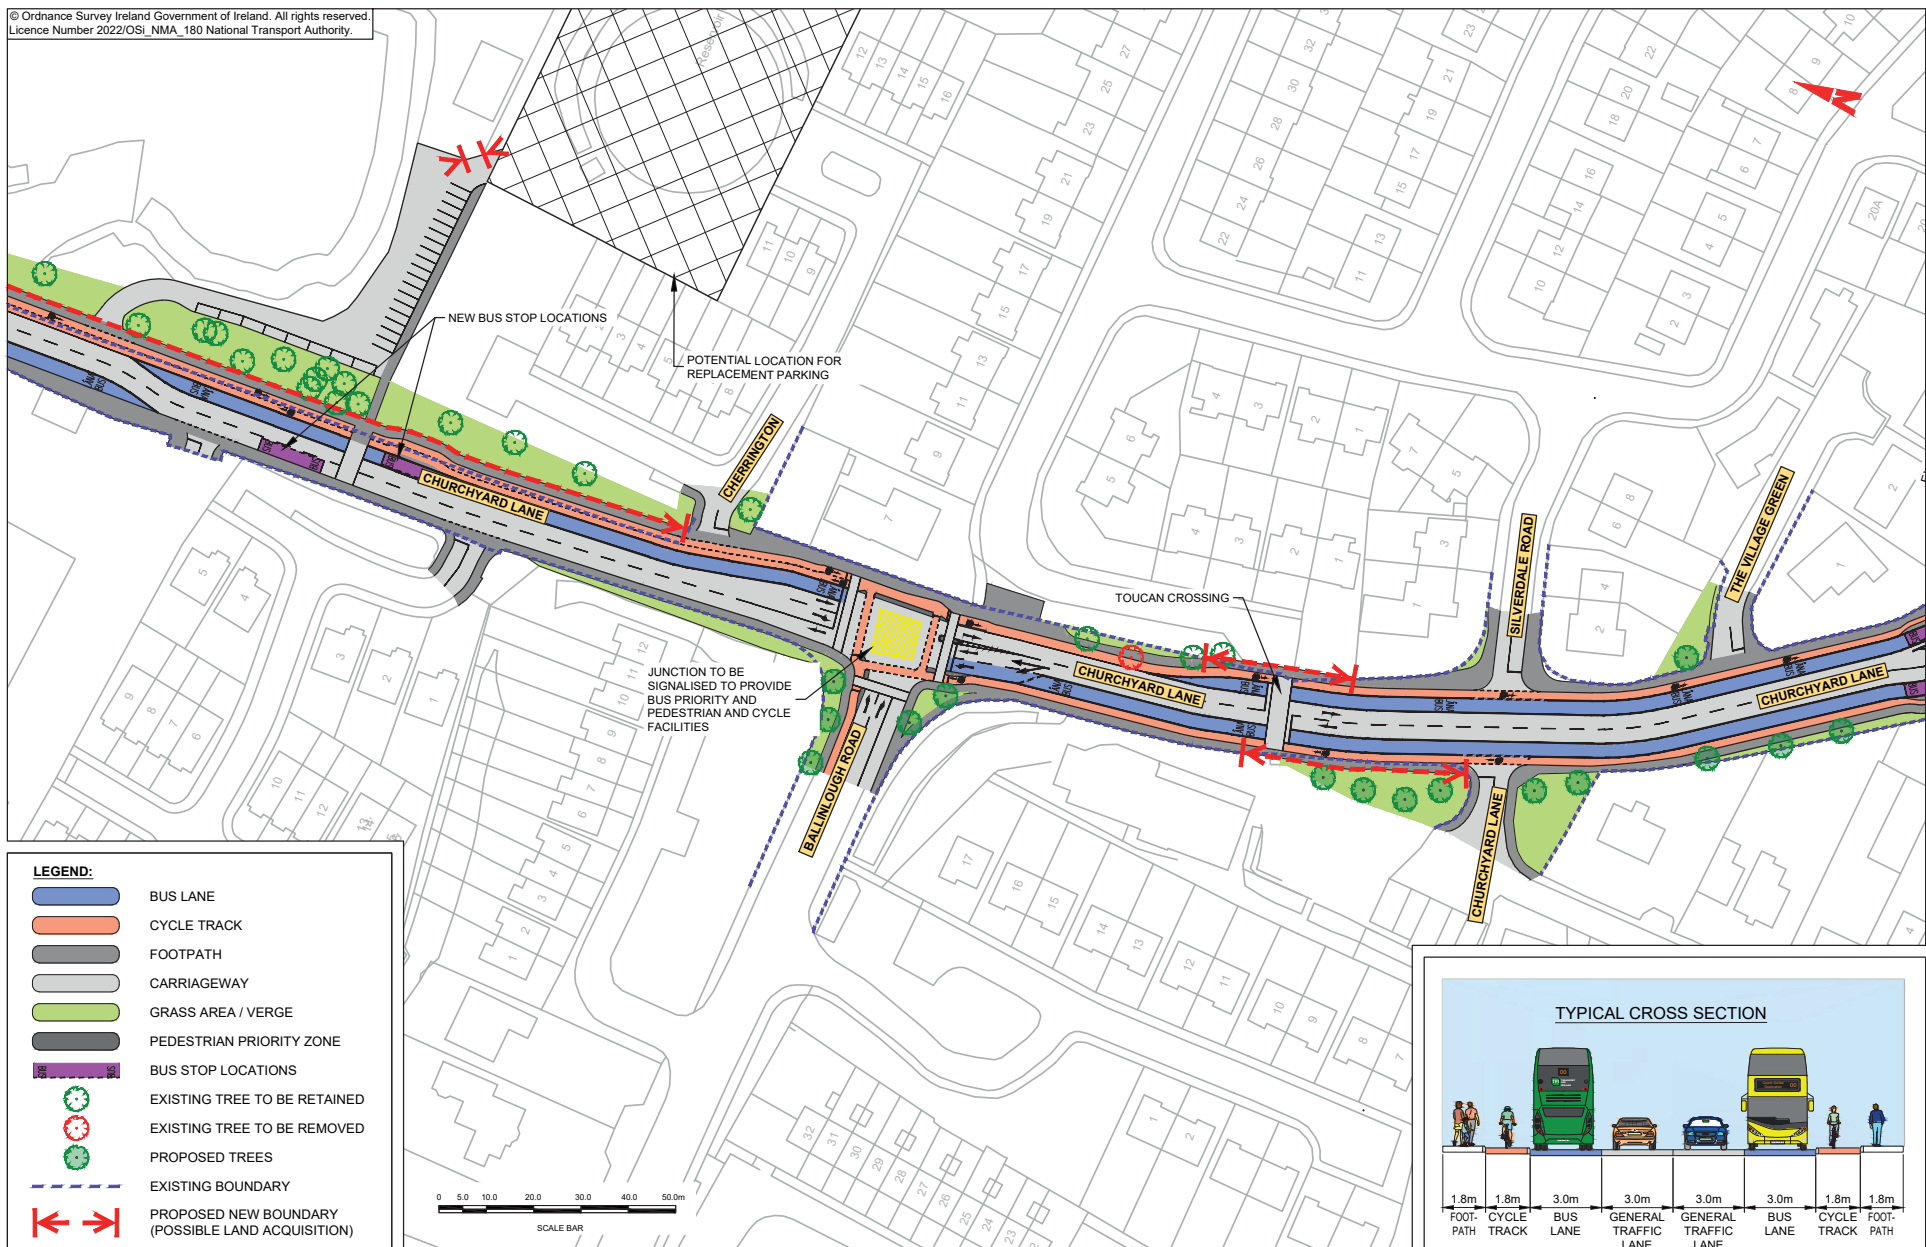 © Ordnance Survey Ireland Government of Ireland. All rights reserved.
Licence Number 2022/OSi_NMA_180 National Transport Authority.
Reservoir
NEW BUS STOP LOCATIONS
POTENTIAL LOCATION FOR
REPLACEMENT PARKING
CHERRINGTON
CHURCHYARD LANE
TOUCAN CROSSING
SILVERDALE ROAD
THE VILLAGE GREEN
JUNCTION TO BE
SIGNALISED TO PROVIDE
BUS PRIORITY AND
PEDESTRIAN AND CYCLE
FACILITIES
BALLINLOUGH ROAD
CHURCHYARD LANE
CHURCHYARD LANE
CHURCHYARD LANE
LEGEND:
BUS LANE
CYCLE TRACK
FOOTPATH
CARRIAGEWAY
GRASS AREA / VERGE
PEDESTRIAN PRIORITY ZONE
BUS STOP LOCATIONS
EXISTING TREE TO BE RETAINED
EXISTING TREE TO BE REMOVED
PROPOSED TREES
EXISTING BOUNDARY
PROPOSED NEW BOUNDARY
(POSSIBLE LAND ACQUISITION)
0 5.0 10.0 20.0 30.0 40.0 50.0m
SCALE BAR
TYPICAL CROSS SECTION
1.8m 1.8m 3.0m 3.0m 3.0m 3.0m 1.8m 1.8m
FOOT- CYCLE BUS GENERAL GENERAL BUS CYCLE FOOT-
PATH TRACK LANE TRAFFIC TRAFFIC LANE TRACK PATH
LANE LANE